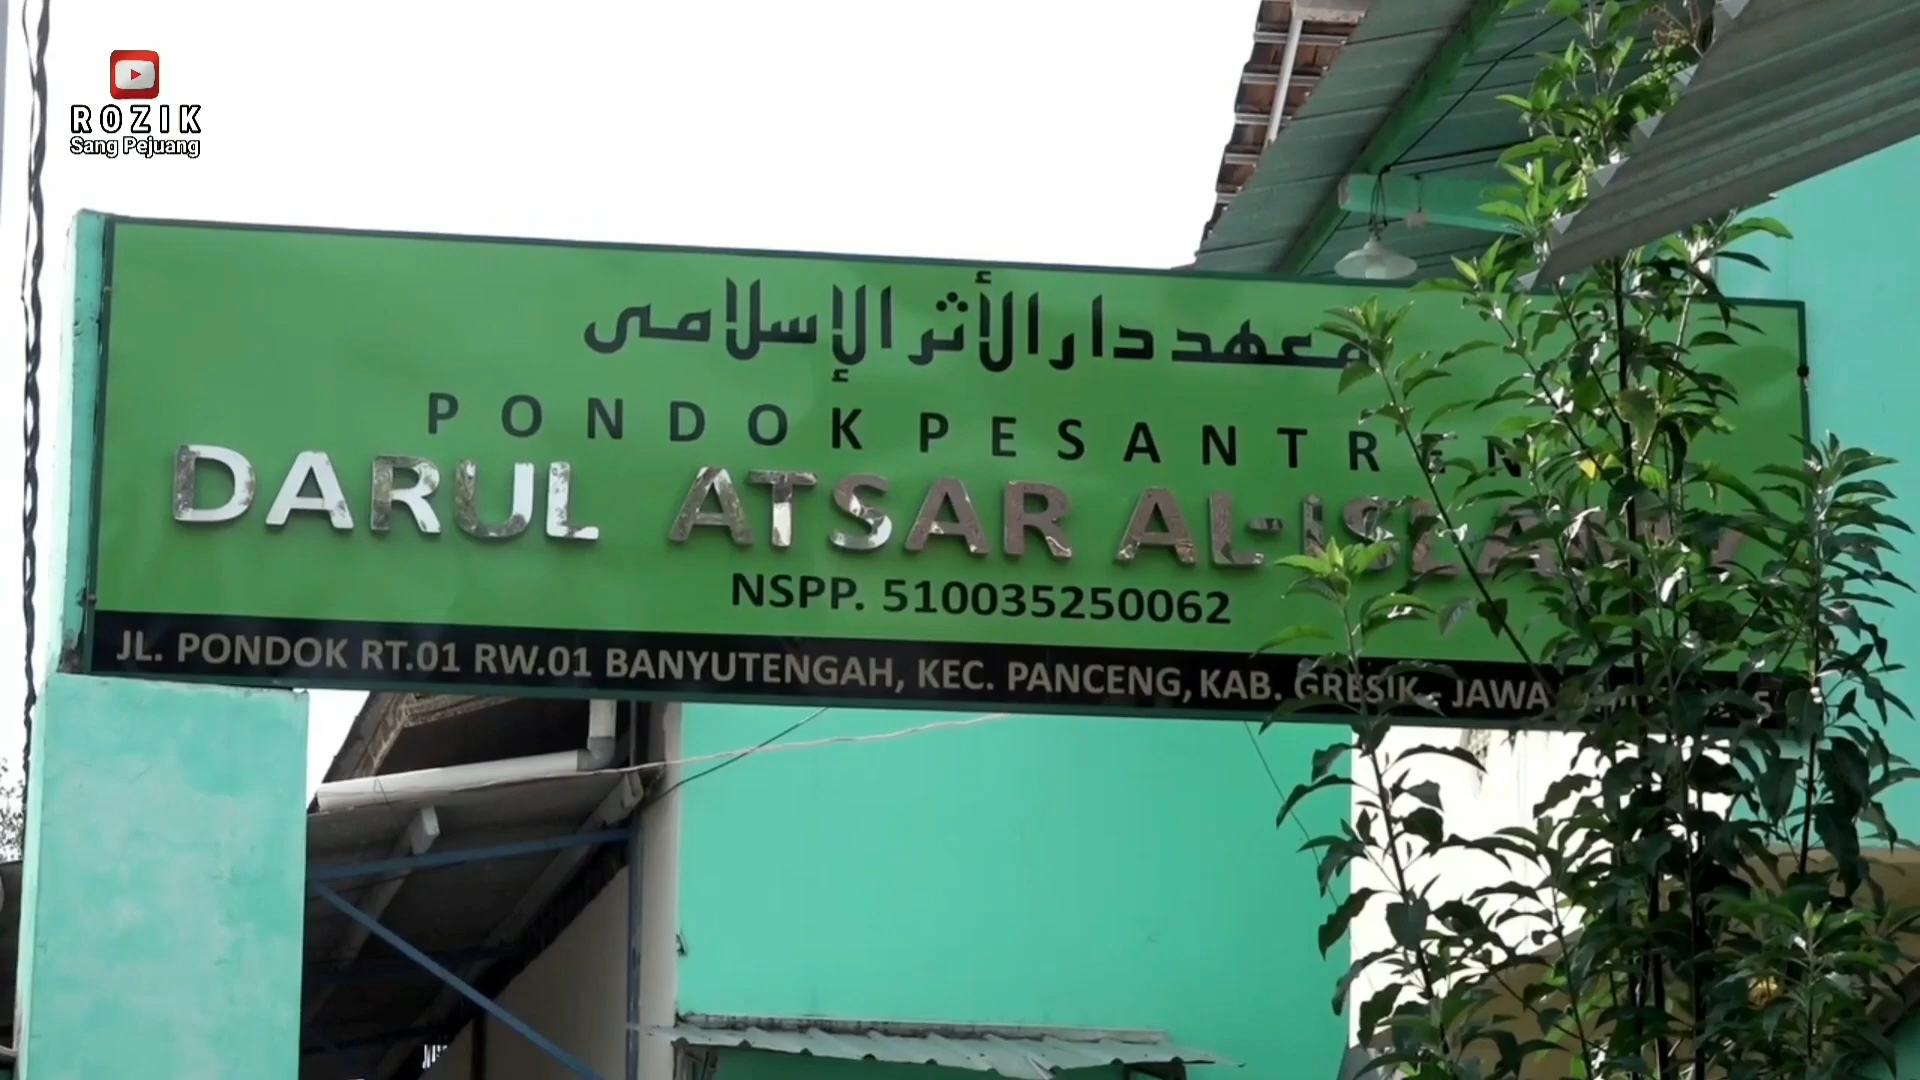 ROZIK
Sang Pejuang
معهد دار الأثر الإسلامى
PONDOK PESANTREN
DARUL ATSAR AL-ISLAMY
NSPP. 510035250062
JL. PONDOK RT.01 RW.01 BANYUTENGAH, KEC. PANCENG, KAB. GRESIK - JAWA